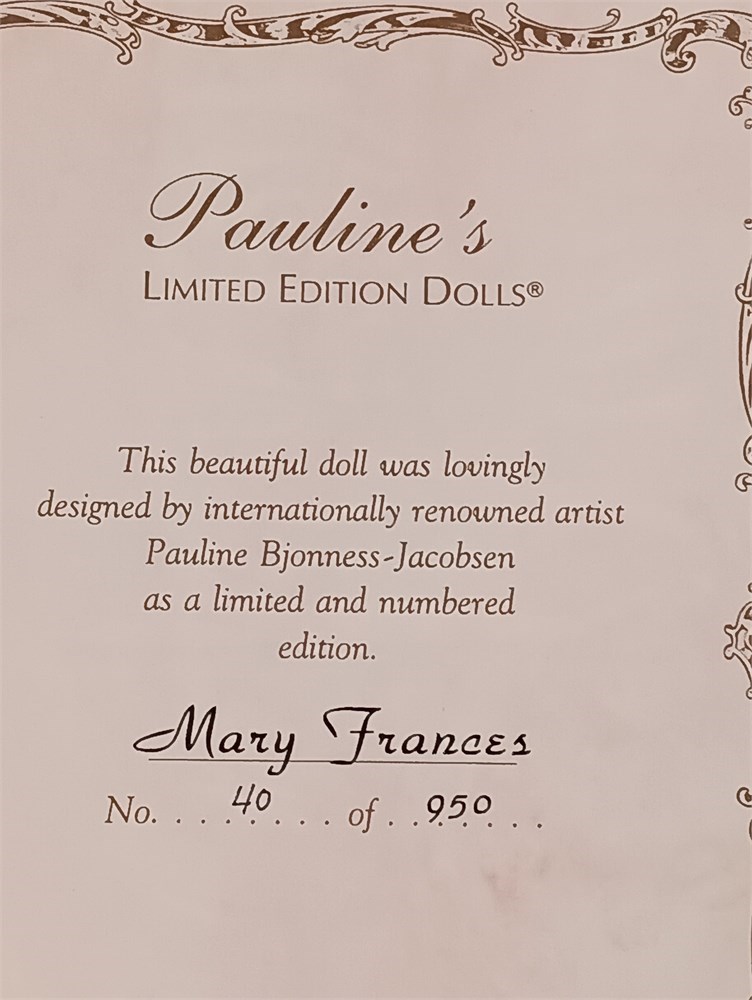 Pauline's
LIMITED EDITION DOLLS®
This beautiful doll was lovingly
designed by internationally renowned artist
Pauline Bjonness-Jacobsen
as a limited and numbered
edition.
Mary Frances
No. . . . 40 . . . . of . . 950 . . .